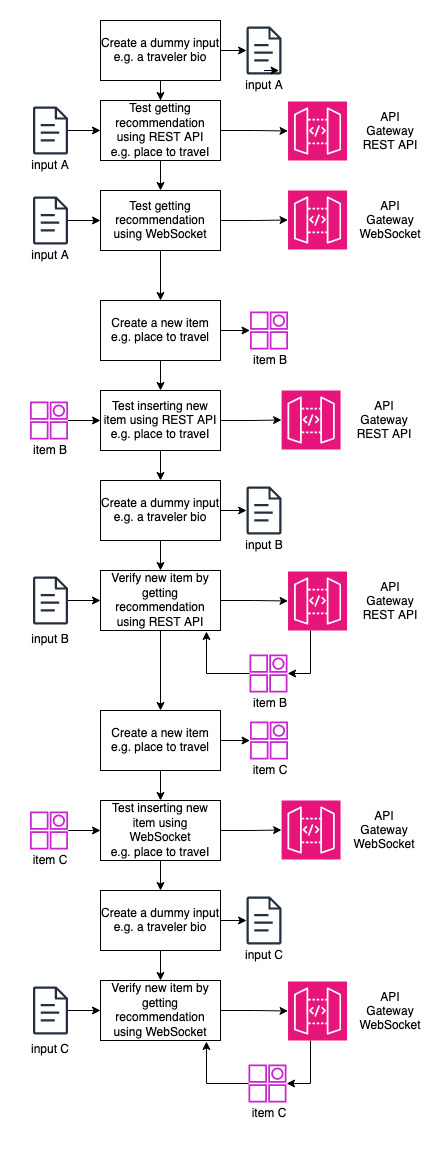 Create a dummy input
e.g. a traveler bio
input A
Test getting
recommendation
using REST API
e.g. place to travel
API
Gateway
REST API
input A
Test getting
recommendation
using WebSocket
API
Gateway
WebSocket
input A
Create a new item
e.g. place to travel
item B
Test inserting new
item using REST API
e.g. place to travel
API
Gateway
REST API
item B
Create a dummy input
e.g. a traveler bio
input B
Verify new item by
getting
recommendation
using REST API
API
Gateway
REST API
input B
item B
Create a new item
e.g. place to travel
item C
Test inserting new
item using
WebSocket
e.g. place to travel
API
Gateway
WebSocket
item C
Create a dummy input
e.g. a traveler bio
input C
Verify new item by
getting
recommendation
using WebSocket
API
Gateway
WebSocket
input C
item C